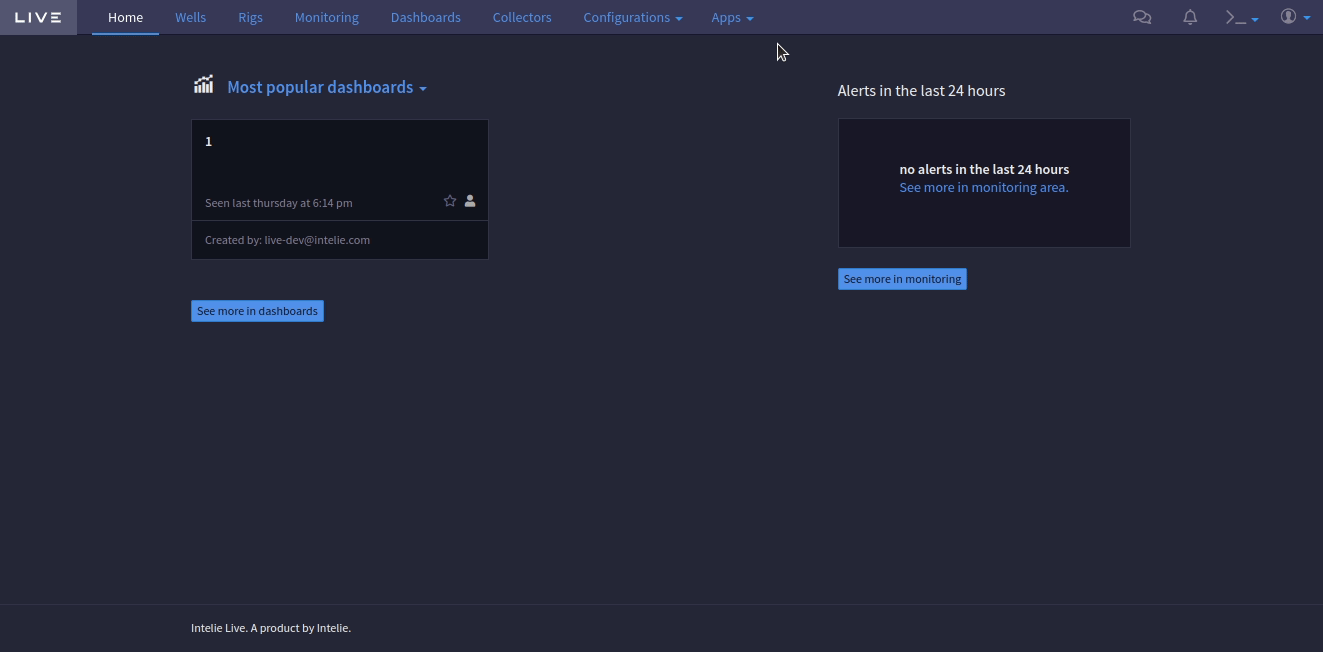 LIVE Home Wells Rigs Monitoring Dashboards Collectors Configurations Apps
Most popular dashboards
1
Seen last thursday at 6:14 pm
Created by: live-dev@intelie.com
See more in dashboards
Alerts in the last 24 hours
no alerts in the last 24 hours
See more in monitoring area.
See more in monitoring
Intelie Live. A product by Intelie.